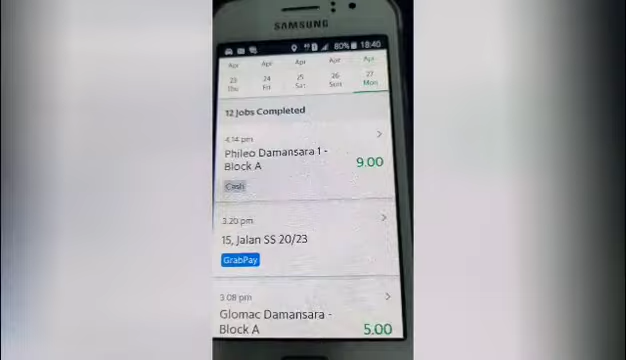 SAMSUNG
80% 18:40
Apr Apr Apr Apr Apr
23 24 25 26 27
Thu Fri Sat Sun Mon
12 Jobs Completed
4:14 pm
Phileo Damansara 1 -
Block A
9.00
Cash
3:20 pm
15, Jalan SS 20/23
GrabPay
3:08 pm
Glomac Damansara -
Block A
5.00